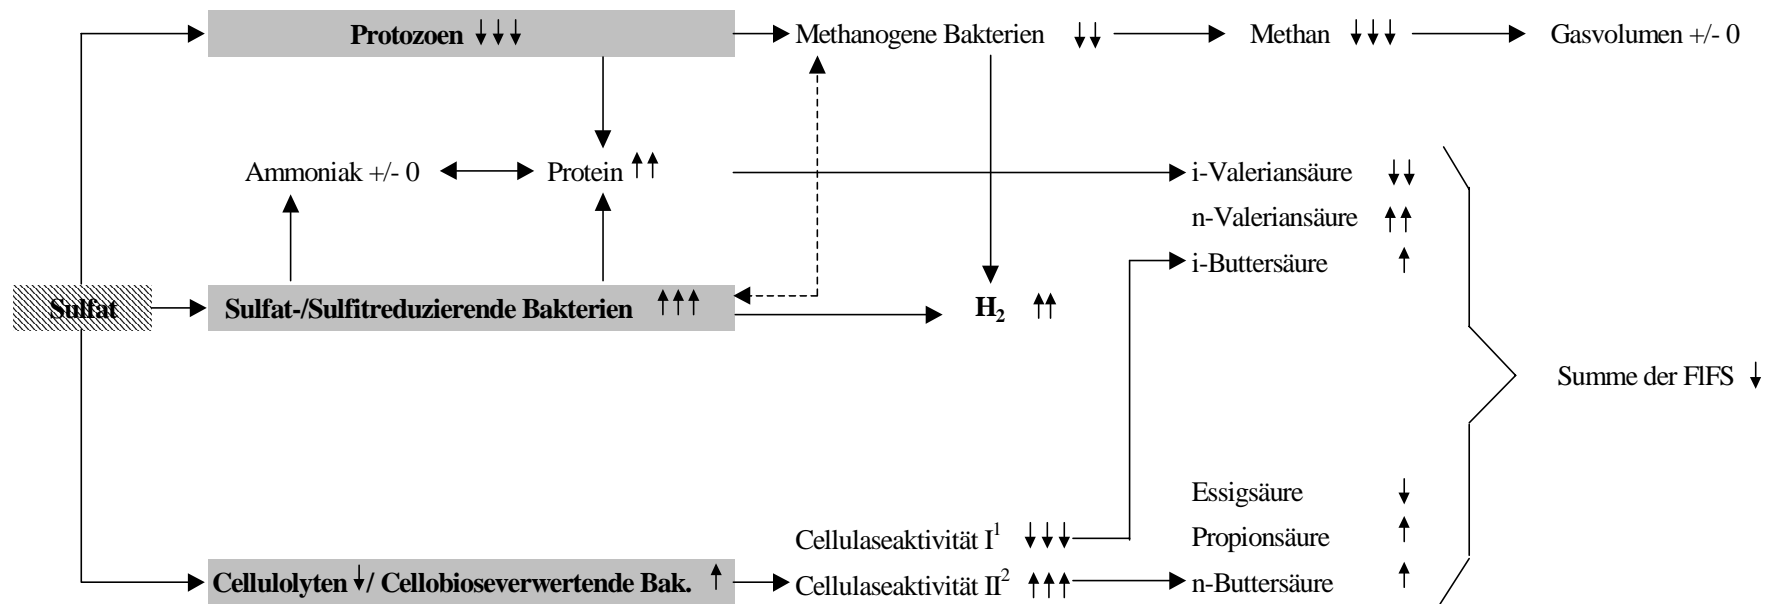 Protozoen ↓↓↓
Methanogene Bakterien ↓↓
Methan ↓↓↓
Gasvolumen +/- 0
Ammoniak +/- 0
Protein ↑↑
i-Valeriansäure ↓↓
n-Valeriansäure ↑↑
i-Buttersäure ↑
Sulfat
Sulfat-/Sulfitreduzierende Bakterien ↑↑↑
H₂ ↑↑
Summe der FlFS ↓
Essigsäure ↓
Cellulaseaktivität I¹ ↓↓↓
Propionsäure ↑
Cellulolyten ↓/ Cellobioseverwertende Bak. ↑
Cellulaseaktivität II² ↑↑↑
n-Buttersäure ↑